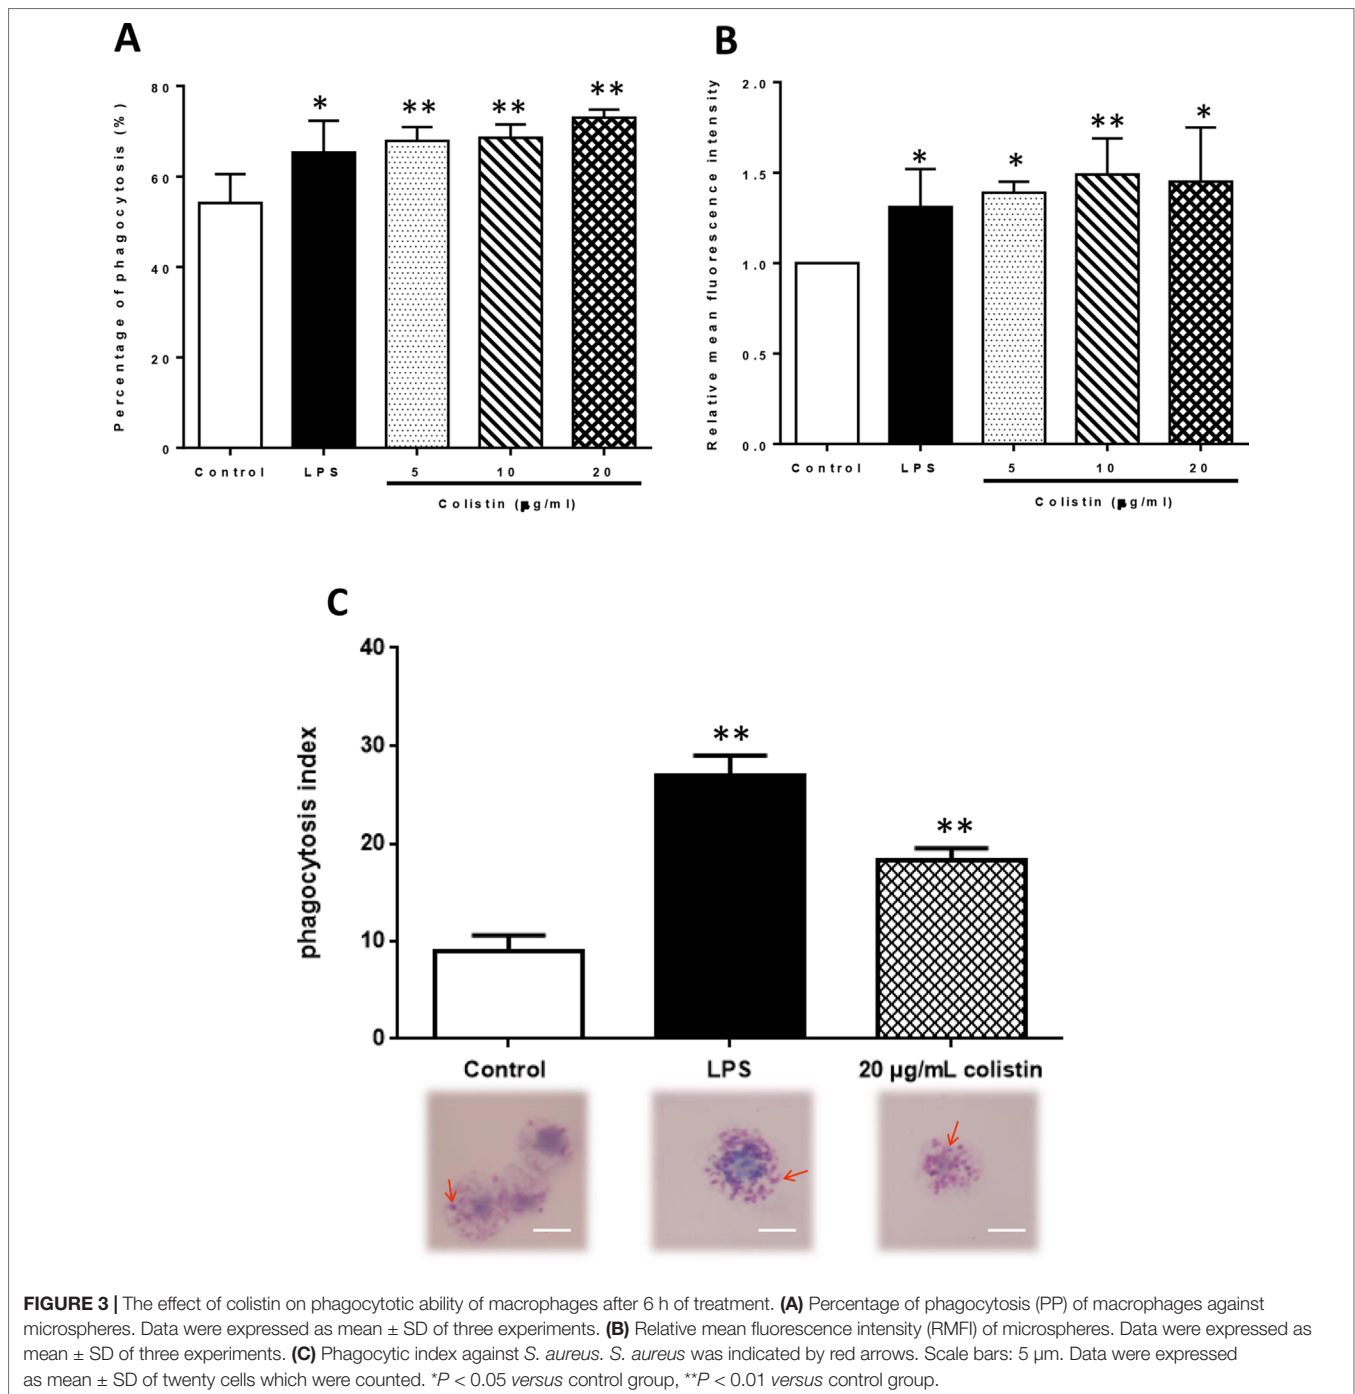 A
Percentage of phagocytosis (%)
80
60
40
20
0
*
**
**
**
Control
LPS
5
10
20
Colistin (μg/ml)
B
Relative mean fluorescence intensity
2.0
1.5
1.0
0.5
0.0
*
*
**
*
Control
LPS
5
10
20
Colistin (μg/ml)
C
phagocytosis index
40
30
20
10
0
**
**
Control
LPS
20 µg/mL colistin
FIGURE 3 | The effect of colistin on phagocytotic ability of macrophages after 6 h of treatment. (A) Percentage of phagocytosis (PP) of macrophages against
microspheres. Data were expressed as mean ± SD of three experiments. (B) Relative mean fluorescence intensity (RMFI) of microspheres. Data were expressed as
mean ± SD of three experiments. (C) Phagocytic index against S. aureus. S. aureus was indicated by red arrows. Scale bars: 5 µm. Data were expressed
as mean ± SD of twenty cells which were counted. *P < 0.05 versus control group, **P < 0.01 versus control group.